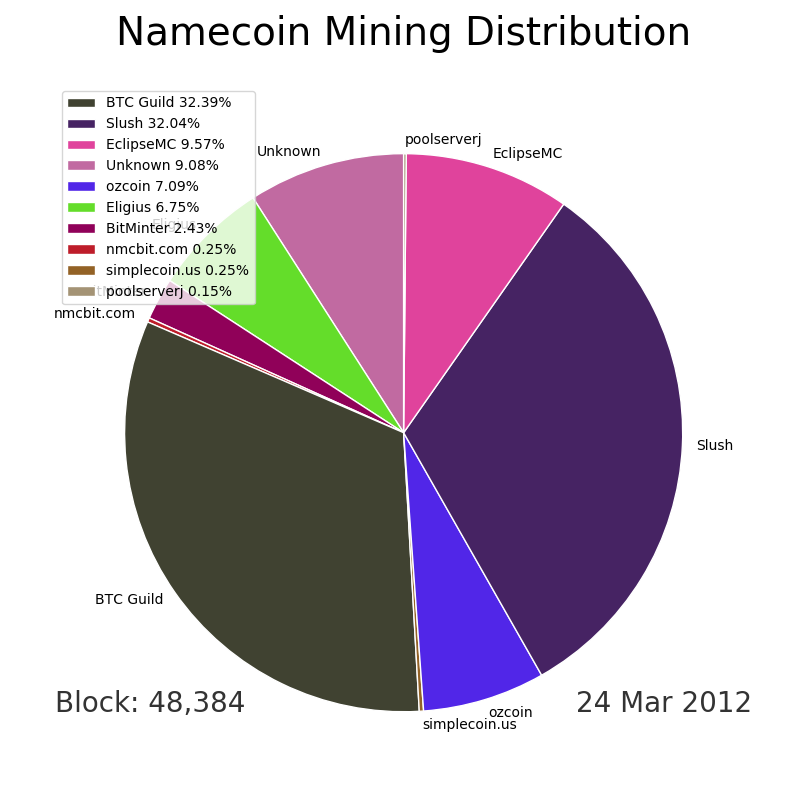 Namecoin Mining Distribution
BTC Guild 32.39%
Slush 32.04%
EclipseMC 9.57%
Unknown 9.08%
ozcoin 7.09%
Eligius 6.75%
BitMinter 2.43%
nmcbit.com 0.25%
simplecoin.us 0.25%
poolserverj 0.15%
poolserverj
Unknown
EclipseMC
Eligius
nmcbit.com
Slush
BTC Guild
Block: 48,384
24 Mar 2012
ozcoin
simplecoin.us